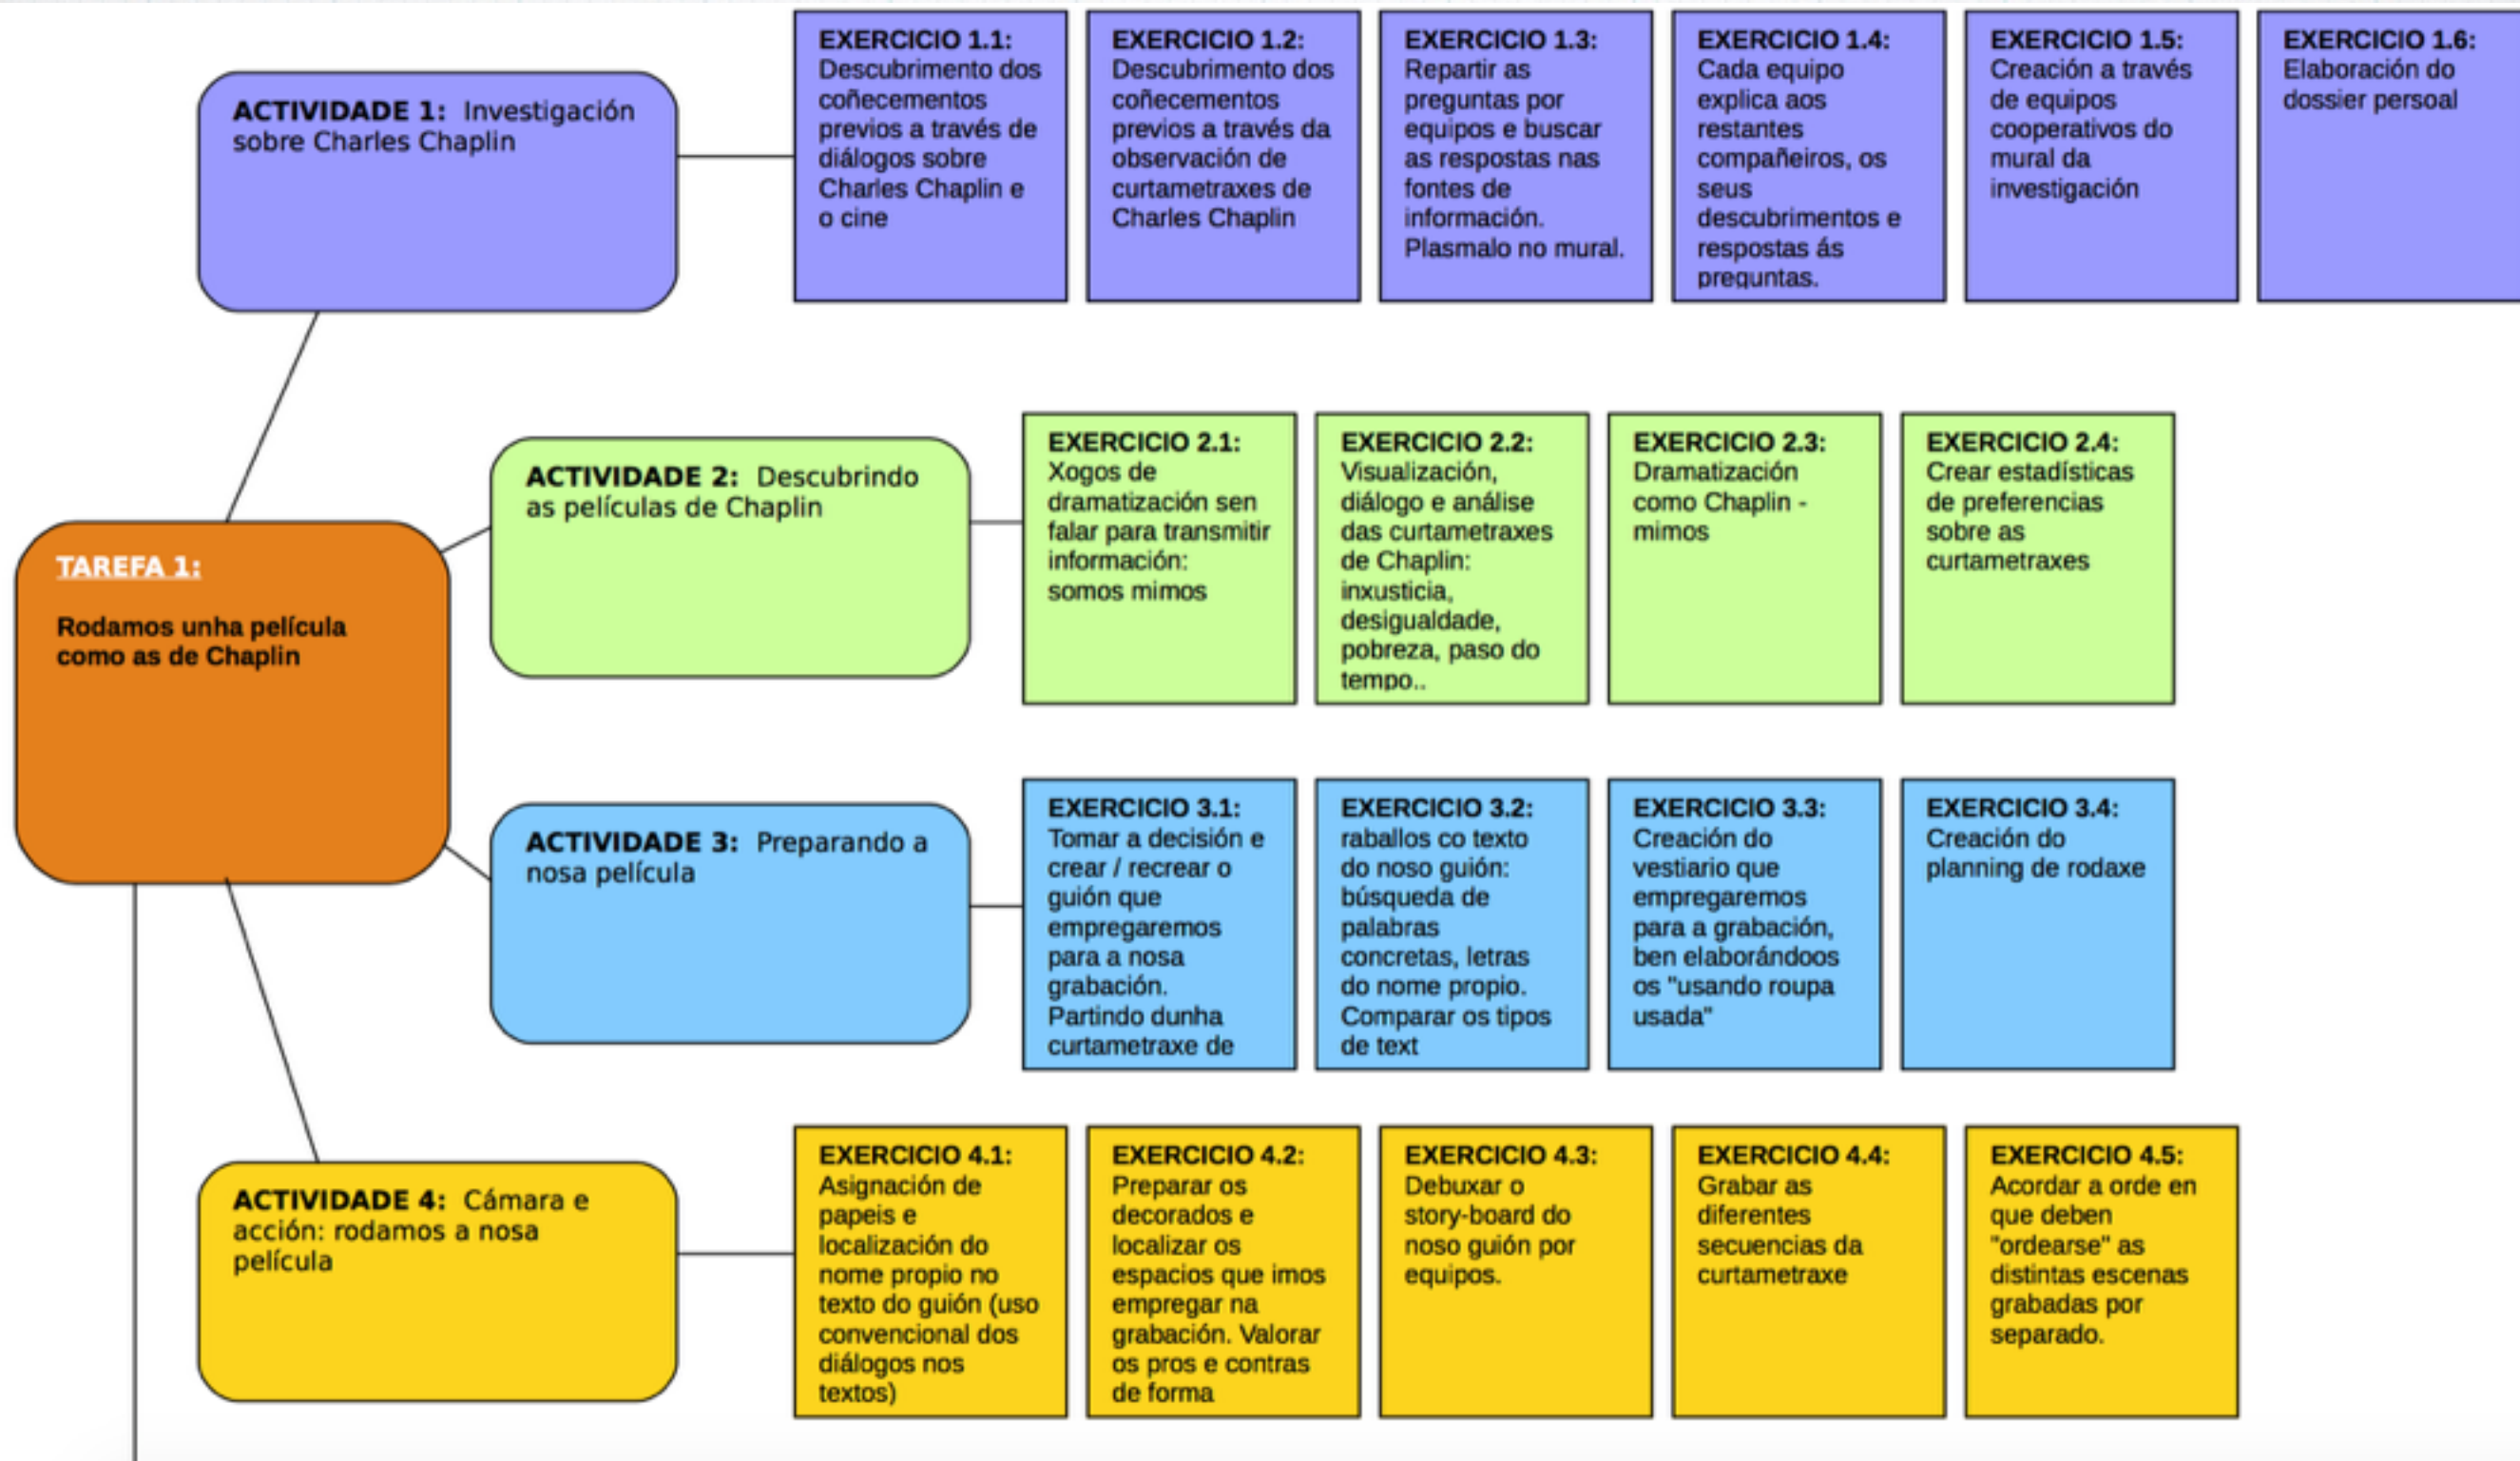 EXERCICIO 1.1:
Descubrimento dos
coñecementos
previos a través de
diálogos sobre
Charles Chaplin e
o cine
EXERCICIO 1.2:
Descubrimento dos
coñecementos
previos a través da
observación de
curtametraxes de
Charles Chaplin
EXERCICIO 1.3:
Repartir as
preguntas por
equipos e buscar
as respostas nas
fontes de
información.
Plasmalo no mural.
EXERCICIO 1.4:
Cada equipo
explica aos
restantes
compañeiros, os
seus
descubrimentos e
respostas ás
preguntas.
EXERCICIO 1.5:
Creación a través
de equipos
cooperativos do
mural da
investigación
EXERCICIO 1.6:
Elaboración do
dossier persoal
ACTIVIDADE 1: Investigación
sobre Charles Chaplin
ACTIVIDADE 2: Descubrindo
as películas de Chaplin
EXERCICIO 2.1:
Xogos de
dramatización sen
falar para transmitir
información:
somos mimos
EXERCICIO 2.2:
Visualización,
diálogo e análise
das curtametraxes
de Chaplin:
inxusticia,
desigualdade,
pobreza, paso do
tempo..
EXERCICIO 2.3:
Dramatización
como Chaplin -
mimos
EXERCICIO 2.4:
Crear estadísticas
de preferencias
sobre as
curtametraxes
TAREFA 1:
Rodamos unha película
como as de Chaplin
ACTIVIDADE 3: Preparando a
nosa película
EXERCICIO 3.1:
Tomar a decisión e
crear / recrear o
guión que
empregaremos
para a nosa
grabación.
Partindo dunha
curtametraxe de
EXERCICIO 3.2:
raballos co texto
do noso guión:
búsqueda de
palabras
concretas, letras
do nome propio.
Comparar os tipos
de text
EXERCICIO 3.3:
Creación do
vestiario que
empregaremos
para a grabación,
ben elaborándoos
os "usando roupa
usada"
EXERCICIO 3.4:
Creación do
planning de rodaxe
ACTIVIDADE 4: Cámara e
acción: rodamos a nosa
película
EXERCICIO 4.1:
Asignación de
papeis e
localización do
nome propio no
texto do guión (uso
convencional dos
diálogos nos
textos)
EXERCICIO 4.2:
Preparar os
decorados e
localizar os
espacios que imos
empregar na
grabación. Valorar
os pros e contras
de forma
EXERCICIO 4.3:
Debuxar o
story-board do
noso guión por
equipos.
EXERCICIO 4.4:
Grabar as
diferentes
secuencias da
curtametraxe
EXERCICIO 4.5:
Acordar a orde en
que deben
"ordearse" as
distintas escenas
grabadas por
separado.